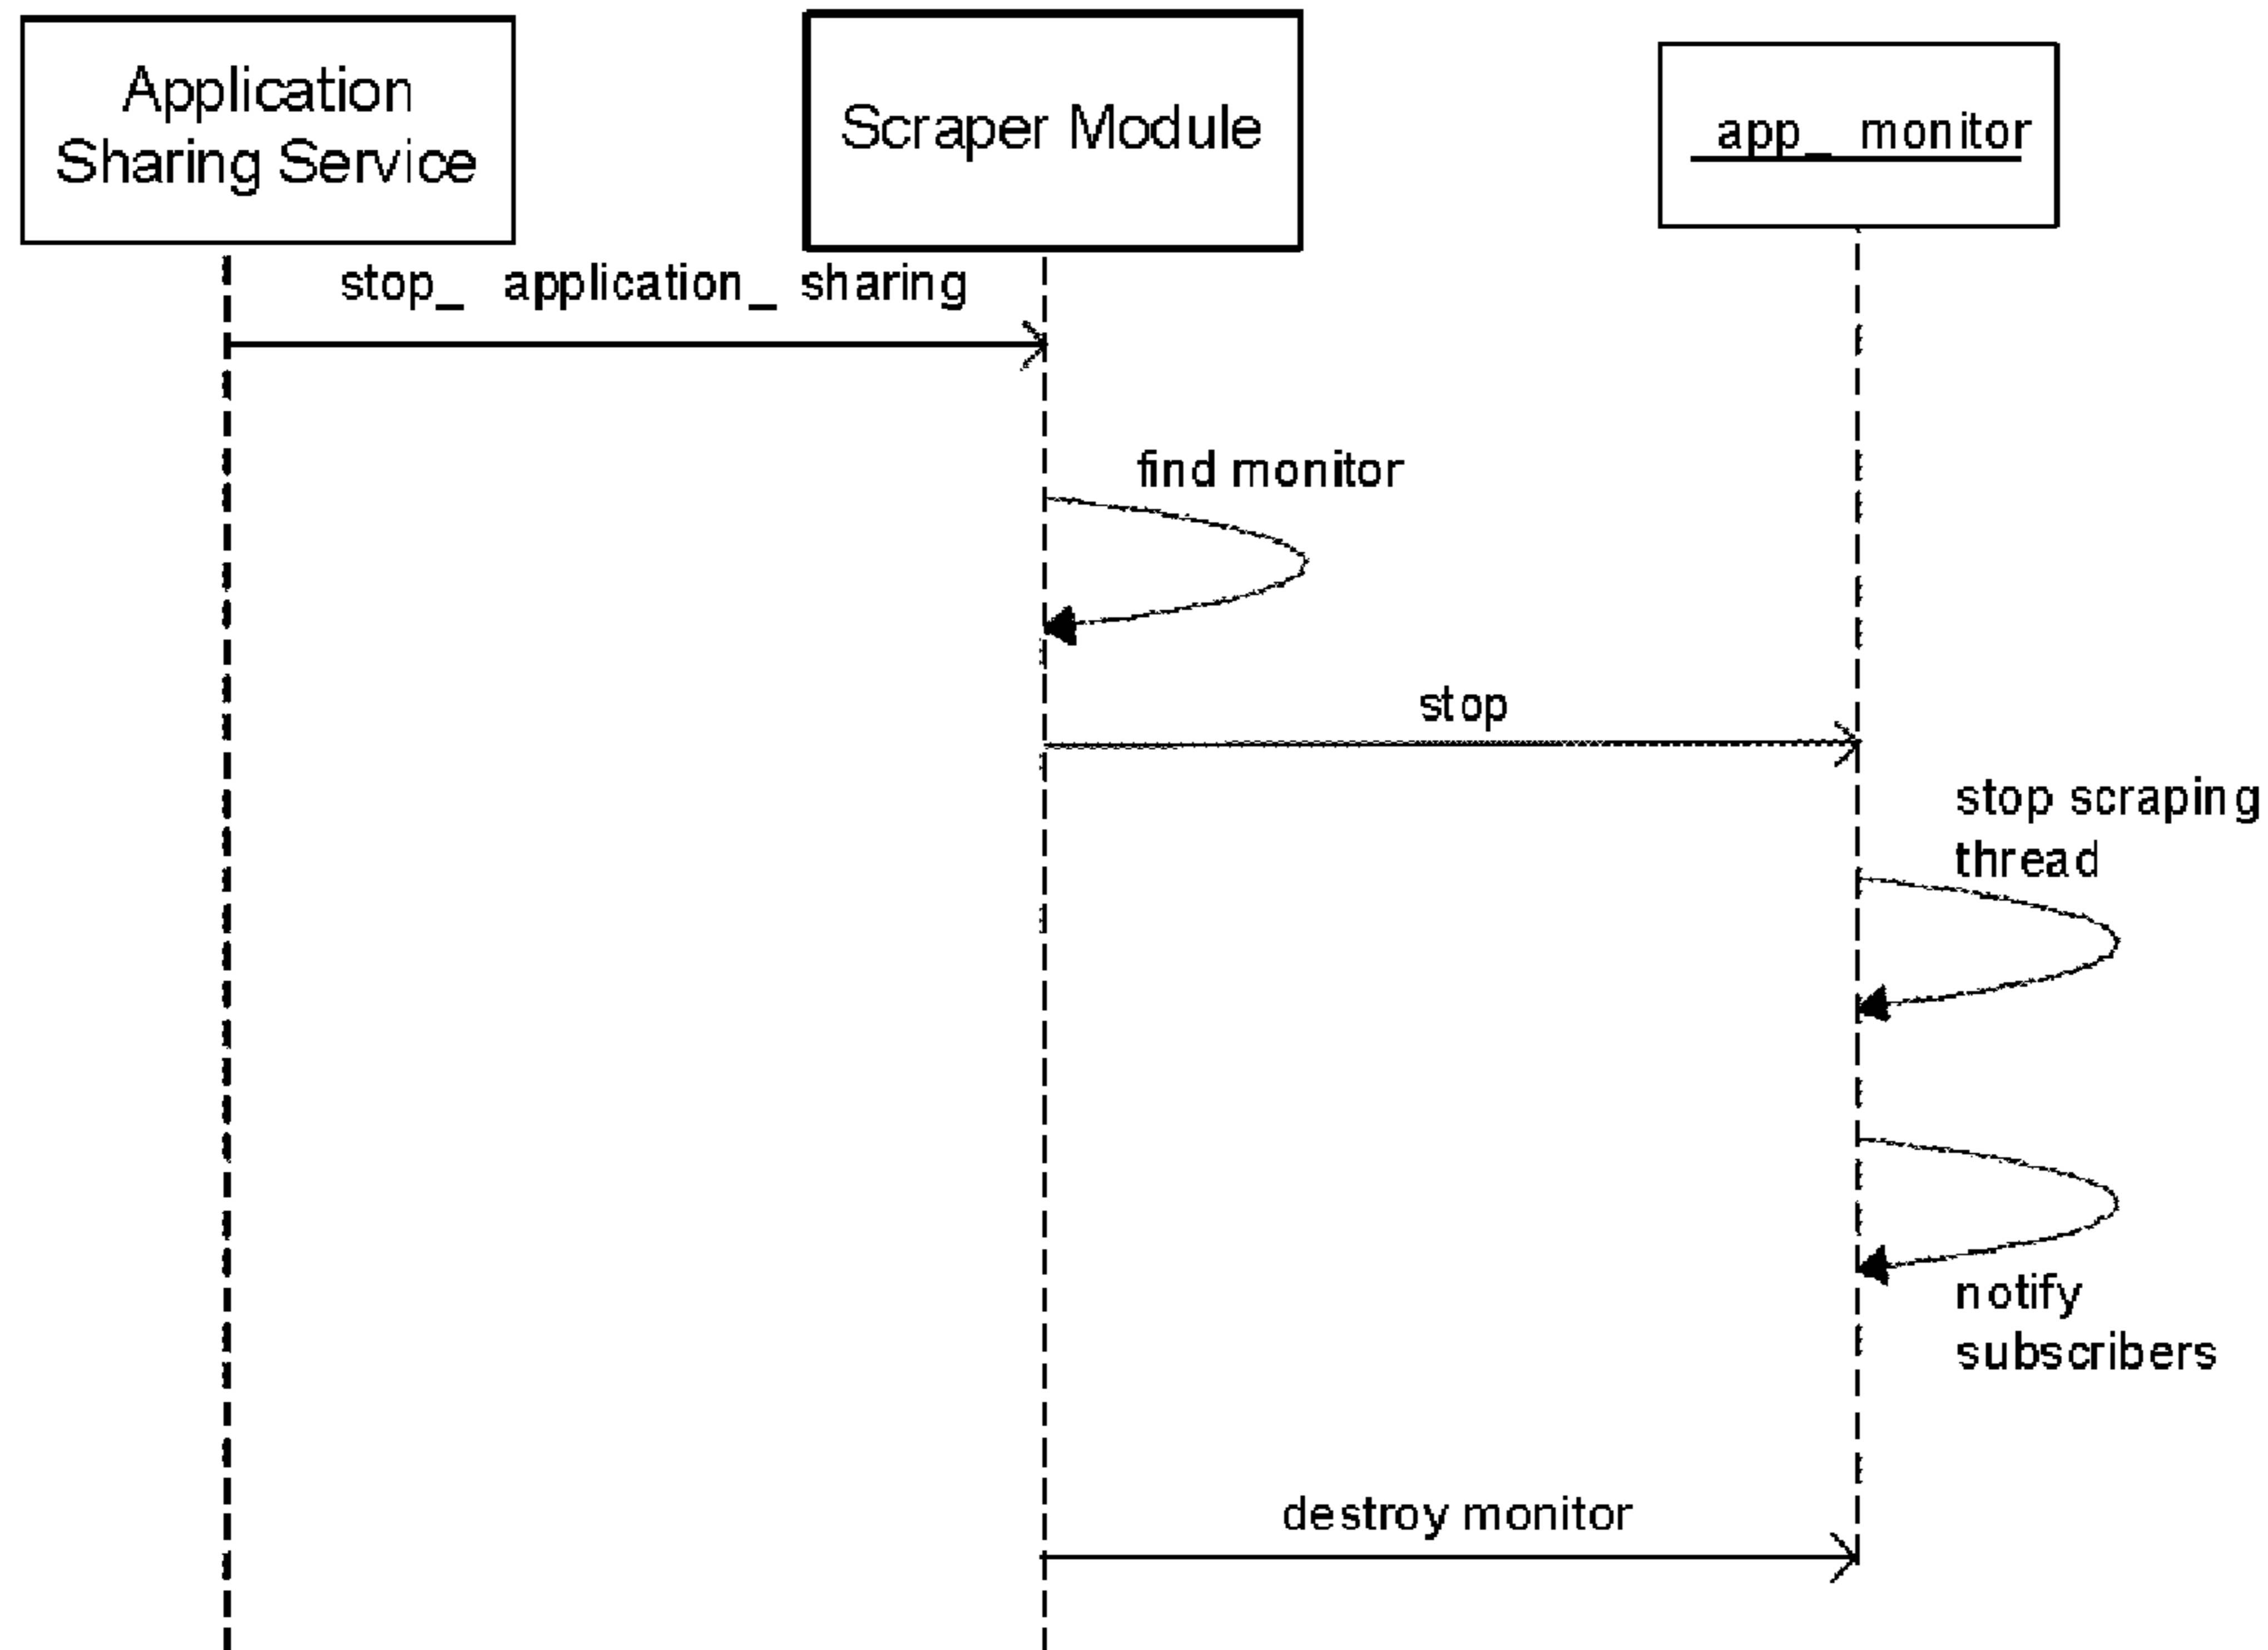 Application
Sharing Service
Scraper Module
app_ monitor
stop_ application_ sharing
find monitor
stop
stop scraping
thread
notify
subscribers
destroy monitor